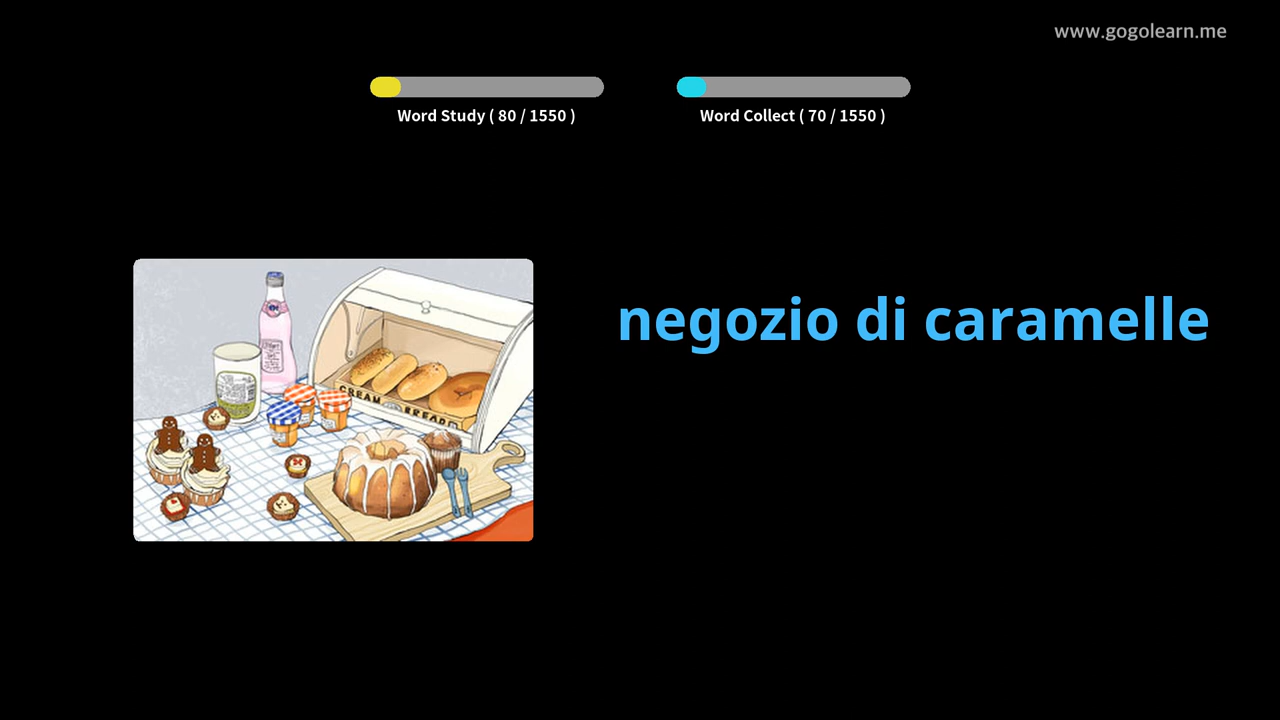 www.gogolearn.me
Word Study ( 80 / 1550 )
Word Collect ( 70 / 1550 )
negozio di caramelle
CREAM BREAD